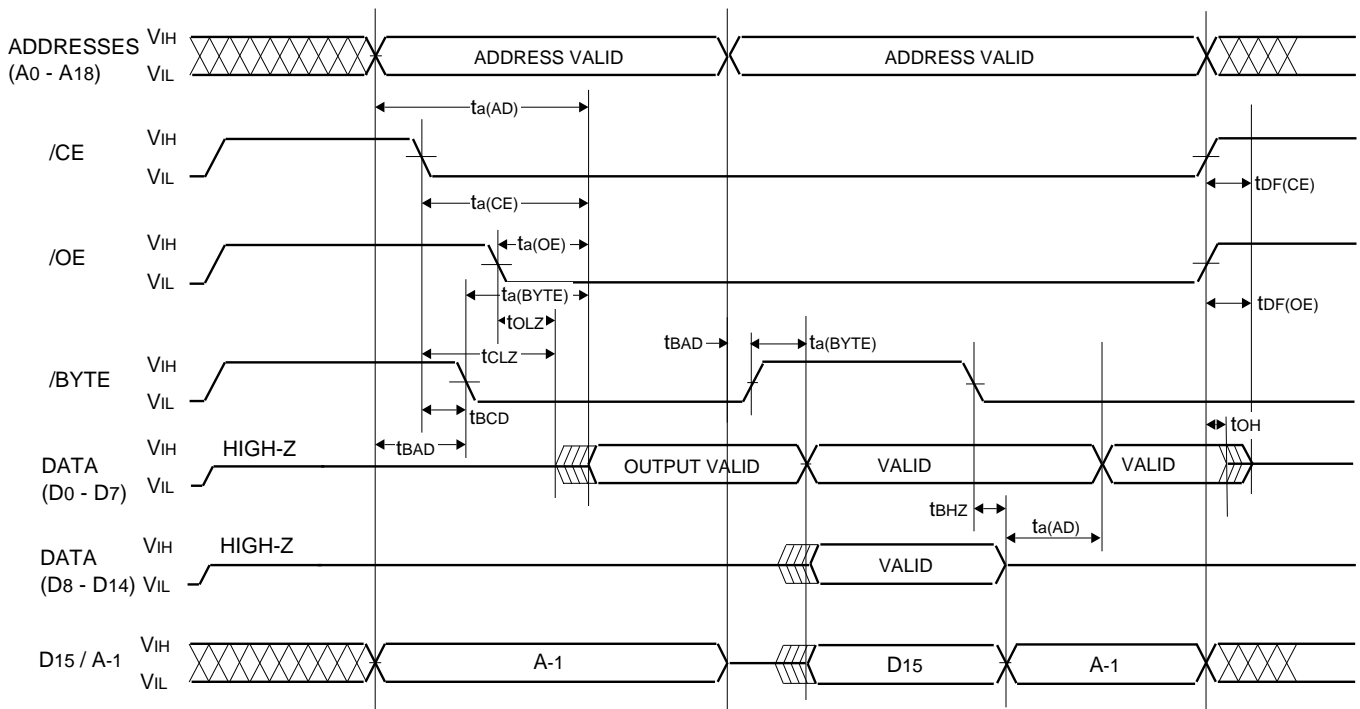 ADDRESSES
(A0 - A18)
VIH
VIL
ADDRESS VALID
ADDRESS VALID
ta(AD)
/CE
VIH
VIL
tDF(CE)
ta(CE)
/OE
VIH
VIL
ta(OE)
ta(BYTE)
tDF(OE)
tOLZ
tCLZ
tBAD
ta(BYTE)
/BYTE
VIH
VIL
tBCD
tBAD
tOH
DATA
(D0 - D7)
VIH
VIL
HIGH-Z
OUTPUT VALID
VALID
VALID
tBHZ
ta(AD)
DATA
(D8 - D14)
VIH
VIL
HIGH-Z
VALID
D15 / A-1
VIH
VIL
A-1
D15
A-1